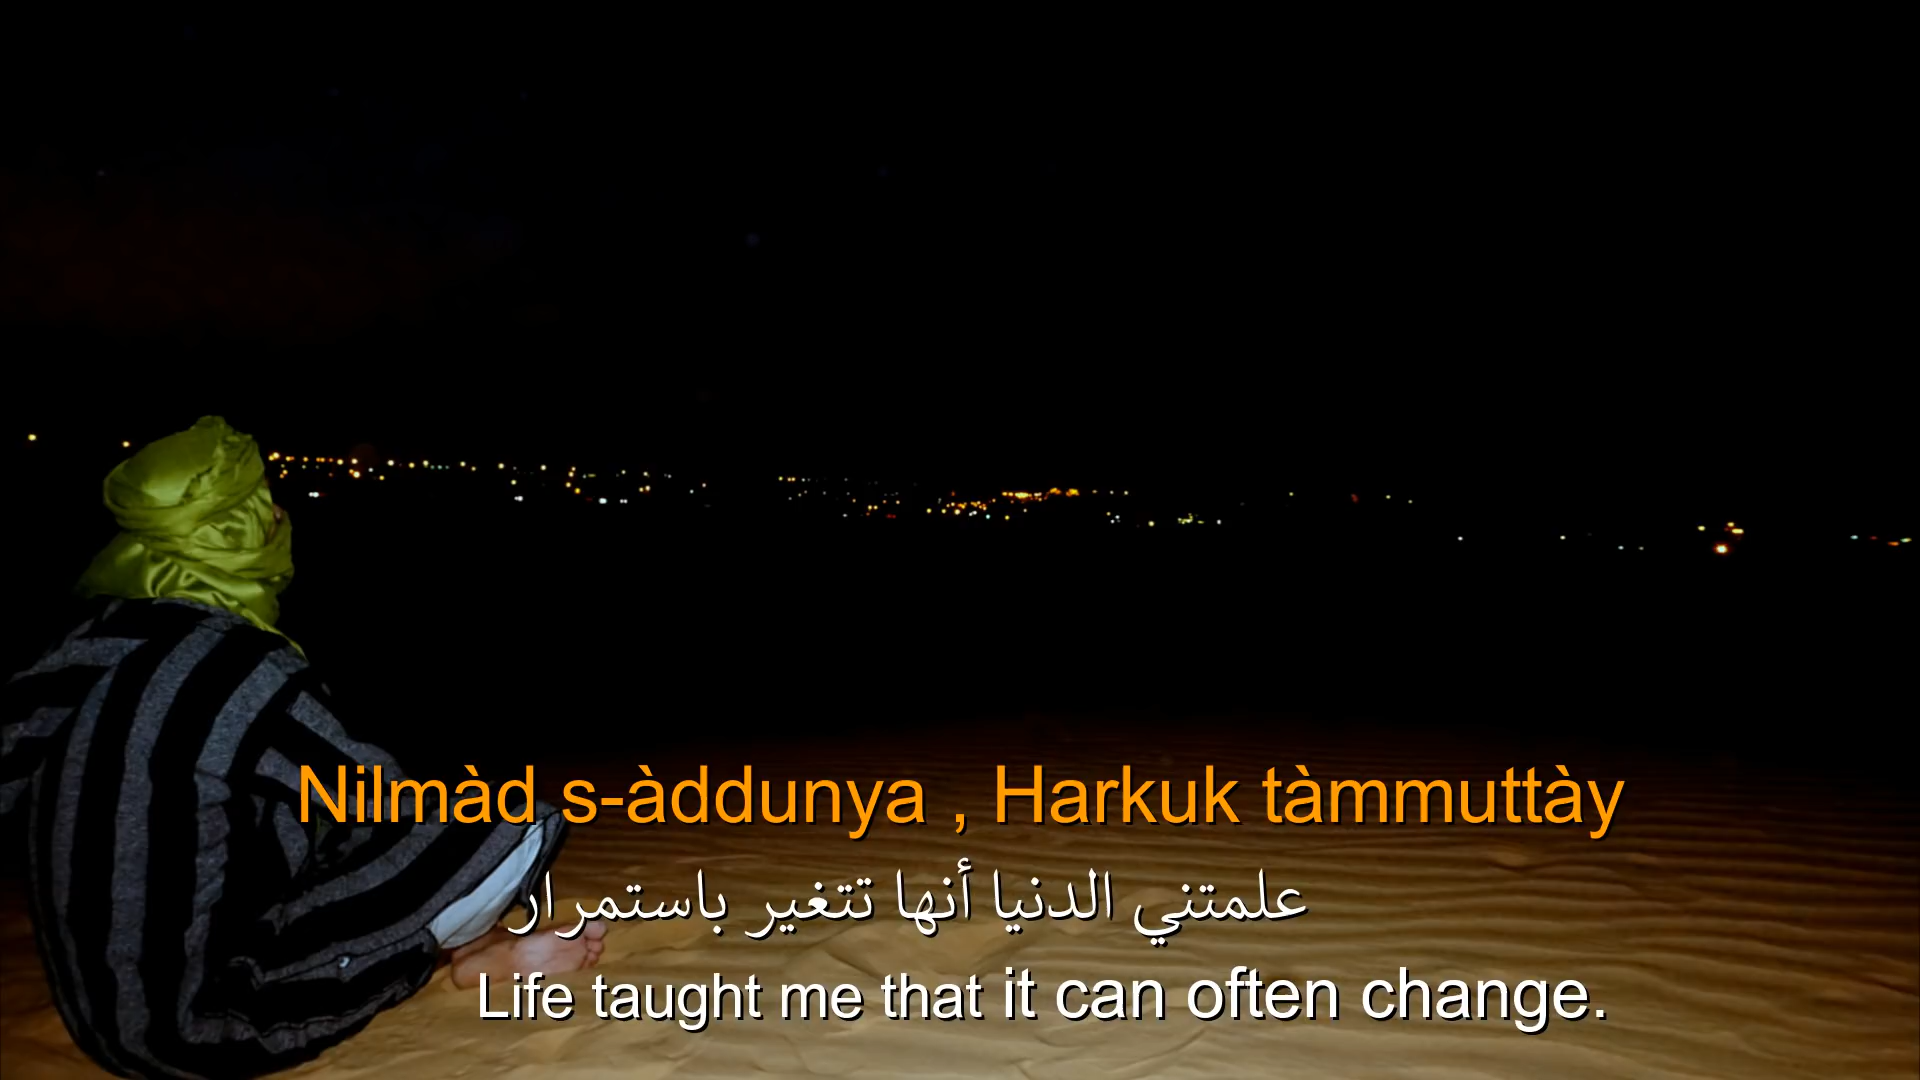 Nilmàd s-àddunya , Harkuk tàmmuttày
علمتني الدنيا أنها تتغير باستمرار
Life taught me that it can often change.